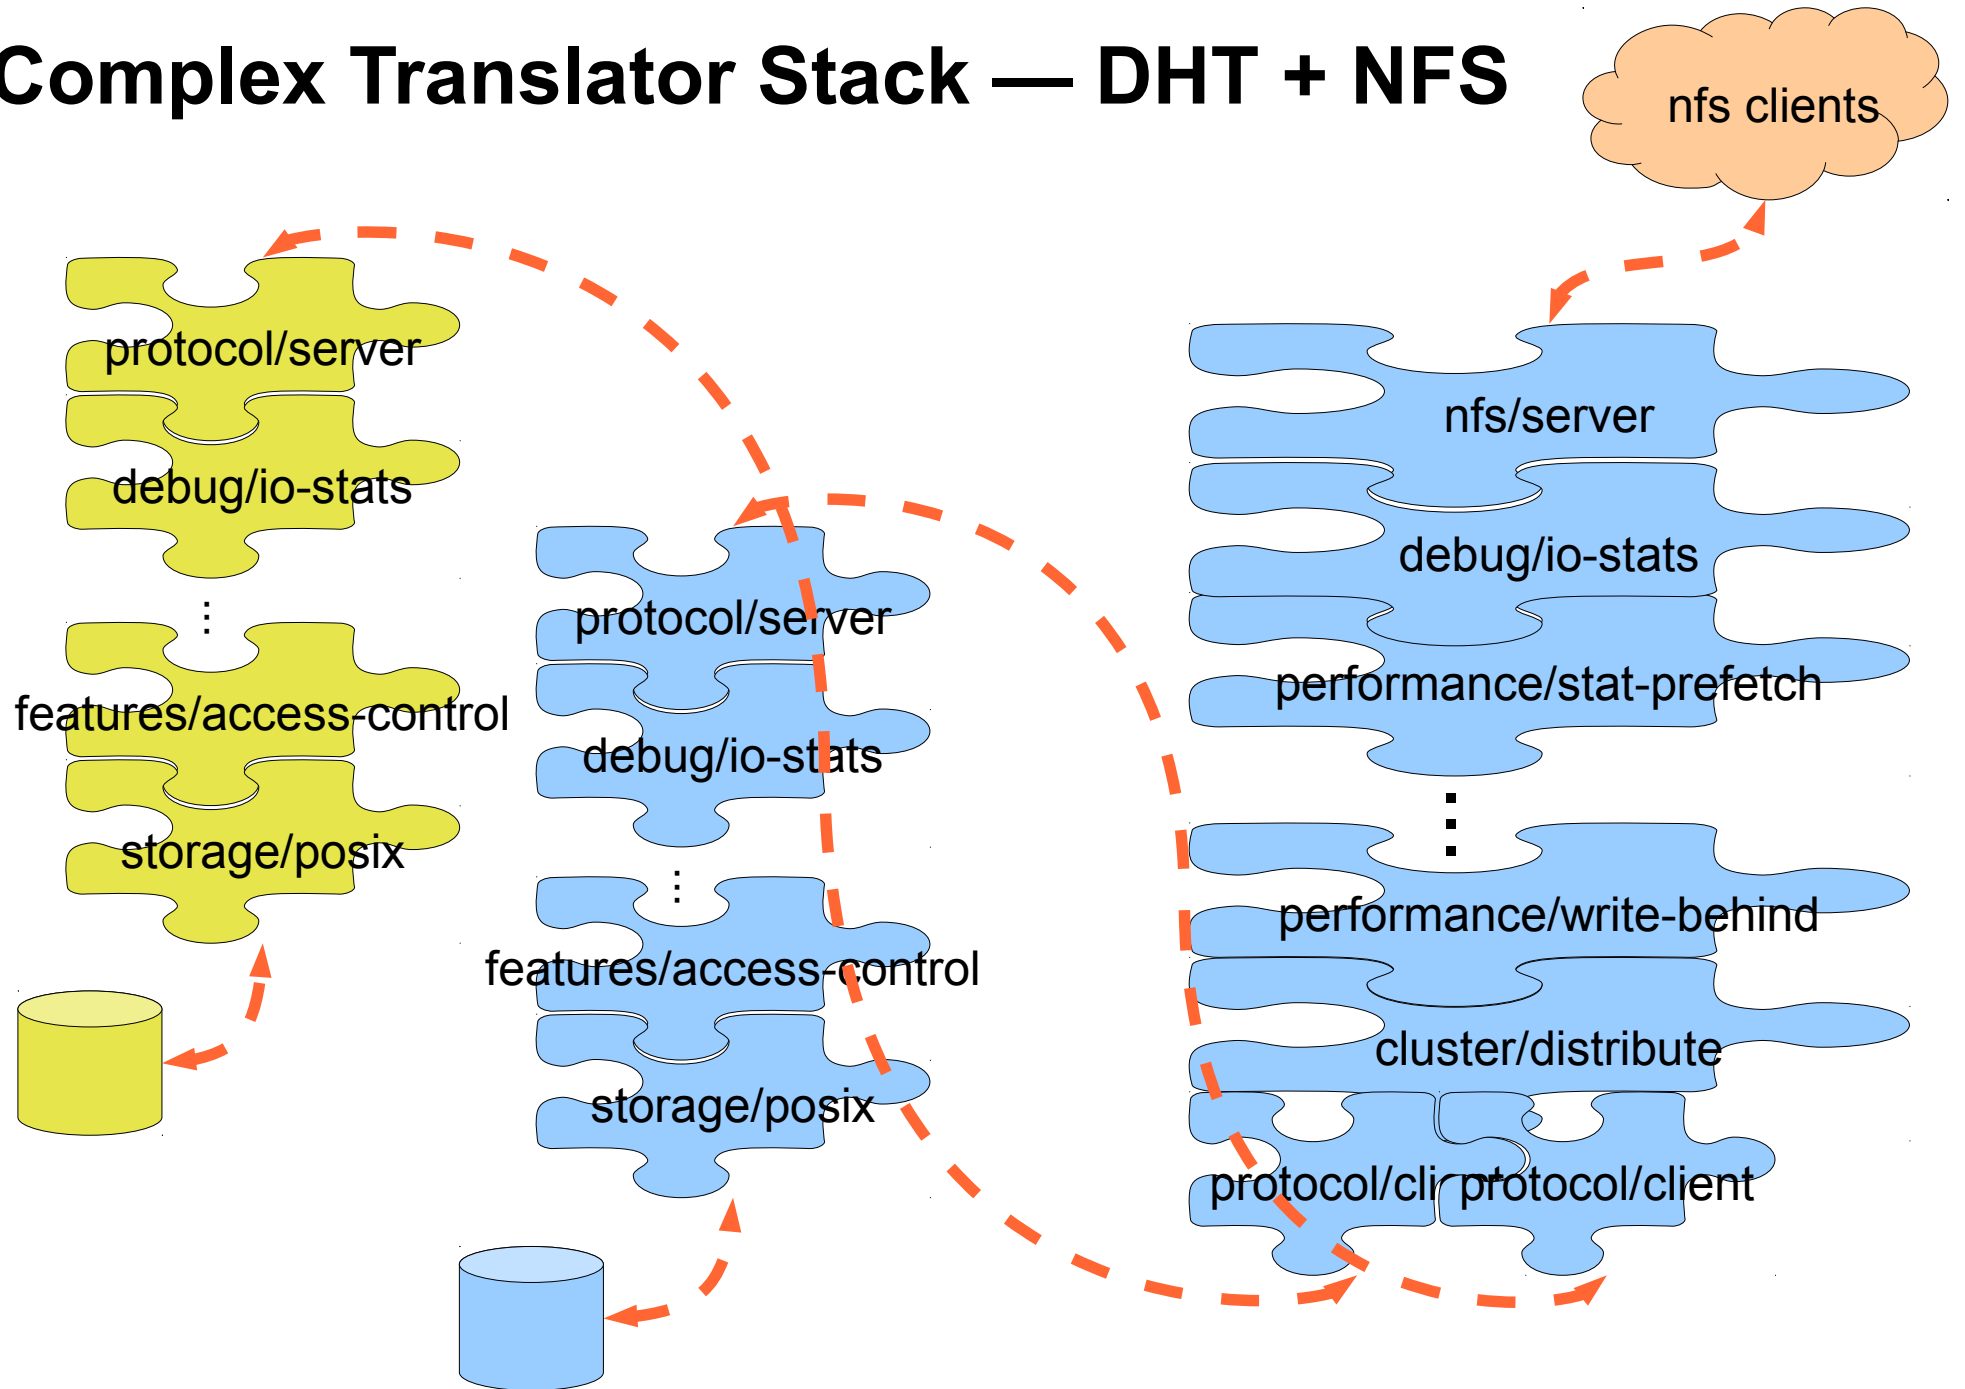 Complex Translator Stack — DHT + NFS
nfs clients
protocol/server
debug/io-stats
...
features/access-control
storage/posix
protocol/server
debug/io-stats
...
features/access-control
storage/posix
nfs/server
debug/io-stats
performance/stat-prefetch
...
performance/write-behind
cluster/distribute
protocol/cli
protocol/client